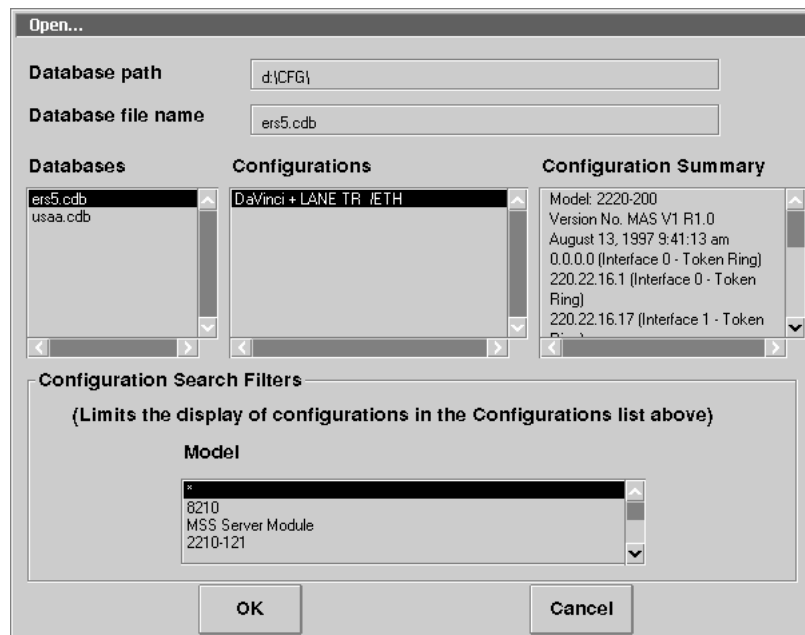 Open...
Database path
d:\CFG\
Database file name
ers5.cdb
Databases
ers5.cdb
usaa.cdb
Configurations
DaVinci + LANE TR /ETH
Configuration Summary
Model: 2220-200
Version No. MAS V1 R1.0
August 13, 1997 9:41:13 am
0.0.0.0 (Interface 0 - Token Ring)
220.22.16.1 (Interface 0 - Token
Ring)
220.22.16.17 (Interface 1 - Token
Configuration Search Filters
(Limits the display of configurations in the Configurations list above)
Model
*
8210
MSS Server Module
2210-121
OK
Cancel